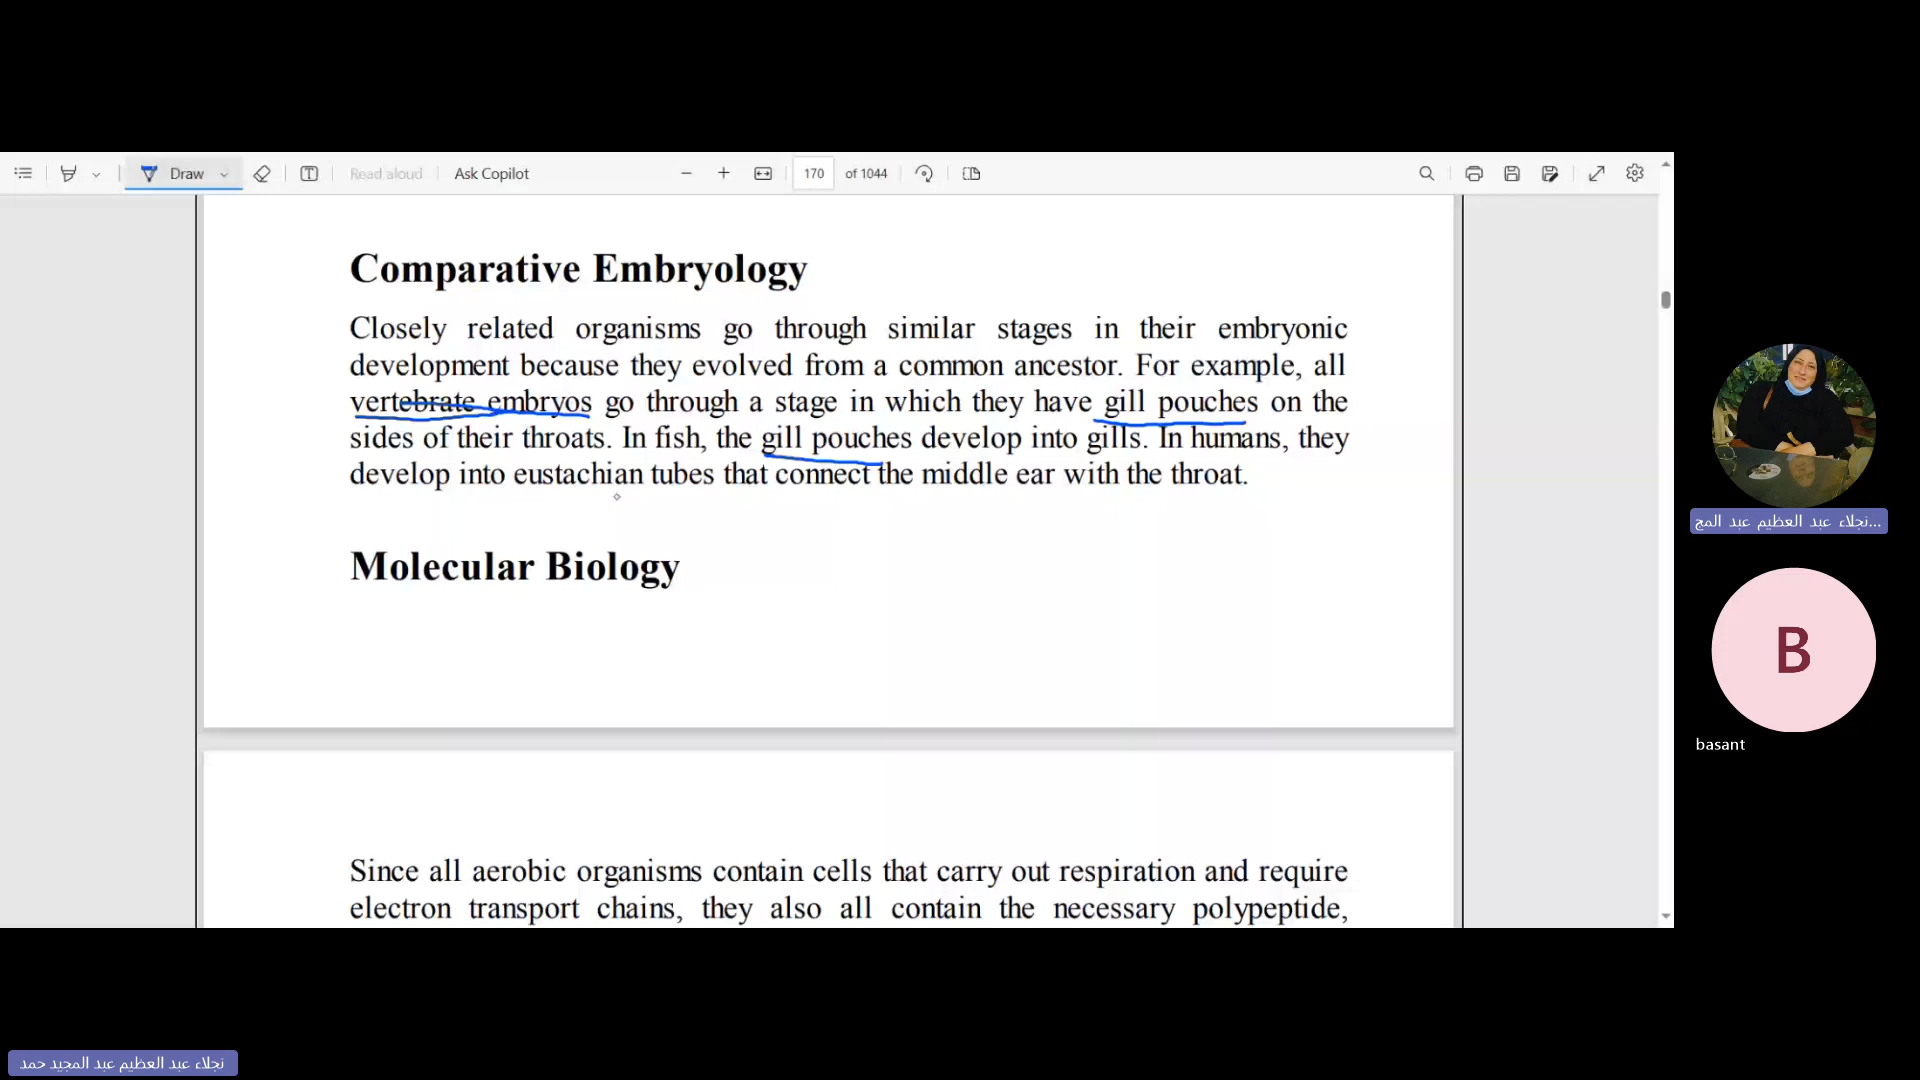 Draw
Read aloud
Ask Copilot
170
of 1044
Comparative Embryology
Closely related organisms go through similar stages in their embryonic
development because they evolved from a common ancestor. For example, all
vertebrate embryos go through a stage in which they have gill pouches on the
sides of their throats. In fish, the gill pouches develop into gills. In humans, they
develop into eustachian tubes that connect the middle ear with the throat.
Molecular Biology
Since all aerobic organisms contain cells that carry out respiration and require
electron transport chains, they also all contain the necessary polypeptide,
نجلاء عبد العظيم عبد المج...
B
basant
نجلاء عبد العظيم عبد المجيد حمد